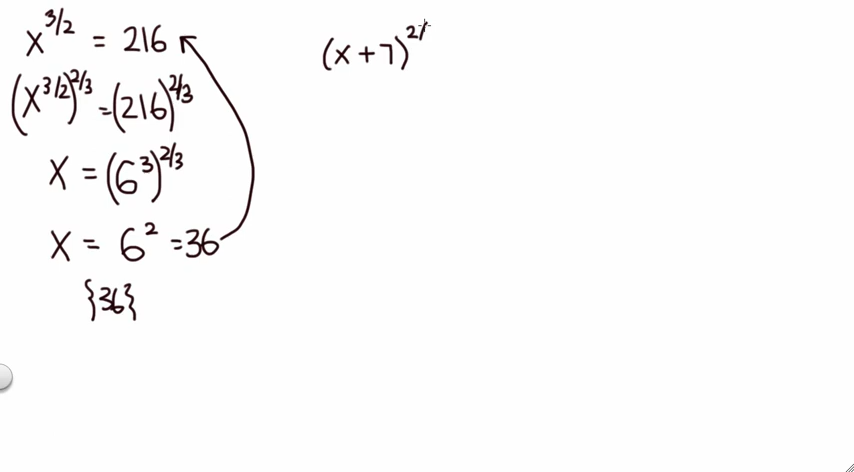 x^{3/2} = 216
(x^{3/2})^{2/3} = (216)^{2/3}
x = (6^3)^{2/3}
x = 6^2 = 36
{36}
(x + 7)^{2/